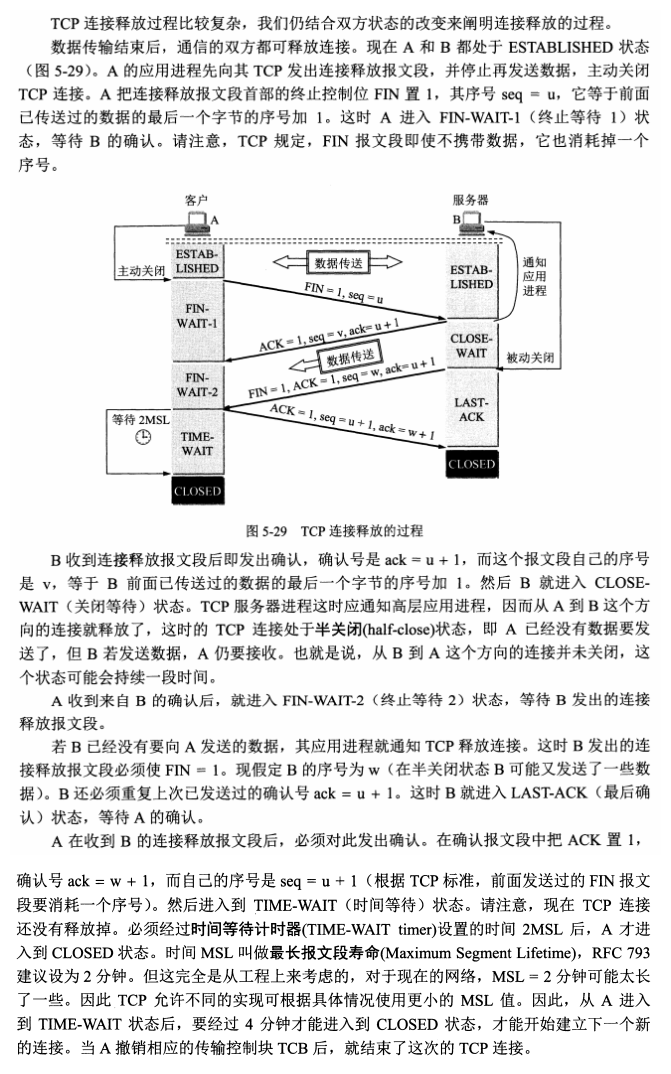 TCP 连接释放过程比较复杂，我们仍结合双方状态的改变来阐明连接释放的过程。
数据传输结束后，通信的双方都可释放连接。现在 A 和 B 都处于 ESTABLISHED 状态
（图 5-29）。A 的应用进程先向其 TCP 发出连接释放报文段，并停止再发送数据，主动关闭
TCP 连接。A 把连接释放报文段首部的终止控制位 FIN 置 1，其序号 seq = u，它等于前面
已传送过的数据的最后一个字节的序号加 1。这时 A 进入 FIN-WAIT-1（终止等待 1）状
态，等待 B 的确认。请注意，TCP 规定，FIN 报文段即使不携带数据，它也消耗掉一个
序号。
客户
服务器
A
B
ESTAB-
LISHED
数据传送
ESTAB-
LISHED
通知
应用
进程
主动关闭
FIN = 1, seq = u
FIN-
WAIT-1
ACK = 1, seq = v, ack= u + 1
CLOSE-
WAIT
数据传送
被动关闭
FIN = 1, ACK = 1, seq = w, ack= u + 1
FIN-
WAIT-2
ACK = 1, seq = u + 1, ack = w + 1
LAST-
ACK
等待 2MSL
TIME-
WAIT
CLOSED
CLOSED
图 5-29 TCP 连接释放的过程
B 收到连接释放报文段后即发出确认，确认号是 ack = u + 1，而这个报文段自己的序号
是 v，等于 B 前面已传送过的数据的最后一个字节的序号加 1。然后 B 就进入 CLOSE-
WAIT（关闭等待）状态。TCP 服务器进程这时应通知高层应用进程，因而从 A 到 B 这个方
向的连接就释放了，这时的 TCP 连接处于半关闭(half-close)状态，即 A 已经没有数据要发
送了，但 B 若发送数据，A 仍要接收。也就是说，从 B 到 A 这个方向的连接并未关闭，这
个状态可能会持续一段时间。
A 收到来自 B 的确认后，就进入 FIN-WAIT-2（终止等待 2）状态，等待 B 发出的连接
释放报文段。
若 B 已经没有要向 A 发送的数据，其应用进程就通知 TCP 释放连接。这时 B 发出的连
接释放报文段必须使 FIN = 1。现假定 B 的序号为 w（在半关闭状态 B 可能又发送了一些数
据）。B 还必须重复上次已发送过的确认号 ack = u + 1。这时 B 就进入 LAST-ACK（最后确
认）状态，等待 A 的确认。
A 在收到 B 的连接释放报文段后，必须对此发出确认。在确认报文段中把 ACK 置 1，
确认号 ack = w + 1，而自己的序号是 seq = u + 1（根据 TCP 标准，前面发送过的 FIN 报文
段要消耗一个序号）。然后进入到 TIME-WAIT（时间等待）状态。请注意，现在 TCP 连接
还没有释放掉。必须经过时间等待计时器(TIME-WAIT timer)设置的时间 2MSL 后，A 才进
入到 CLOSED 状态。时间 MSL 叫做最长报文段寿命(Maximum Segment Lifetime)，RFC 793
建议设为 2 分钟。但这完全是从工程上来考虑的，对于现在的网络，MSL = 2 分钟可能太长
了一些。因此 TCP 允许不同的实现可根据具体情况使用更小的 MSL 值。因此，从 A 进入
到 TIME-WAIT 状态后，要经过 4 分钟才能进入到 CLOSED 状态，才能开始建立下一个新
的连接。当 A 撤销相应的传输控制块 TCB 后，就结束了这次的 TCP 连接。